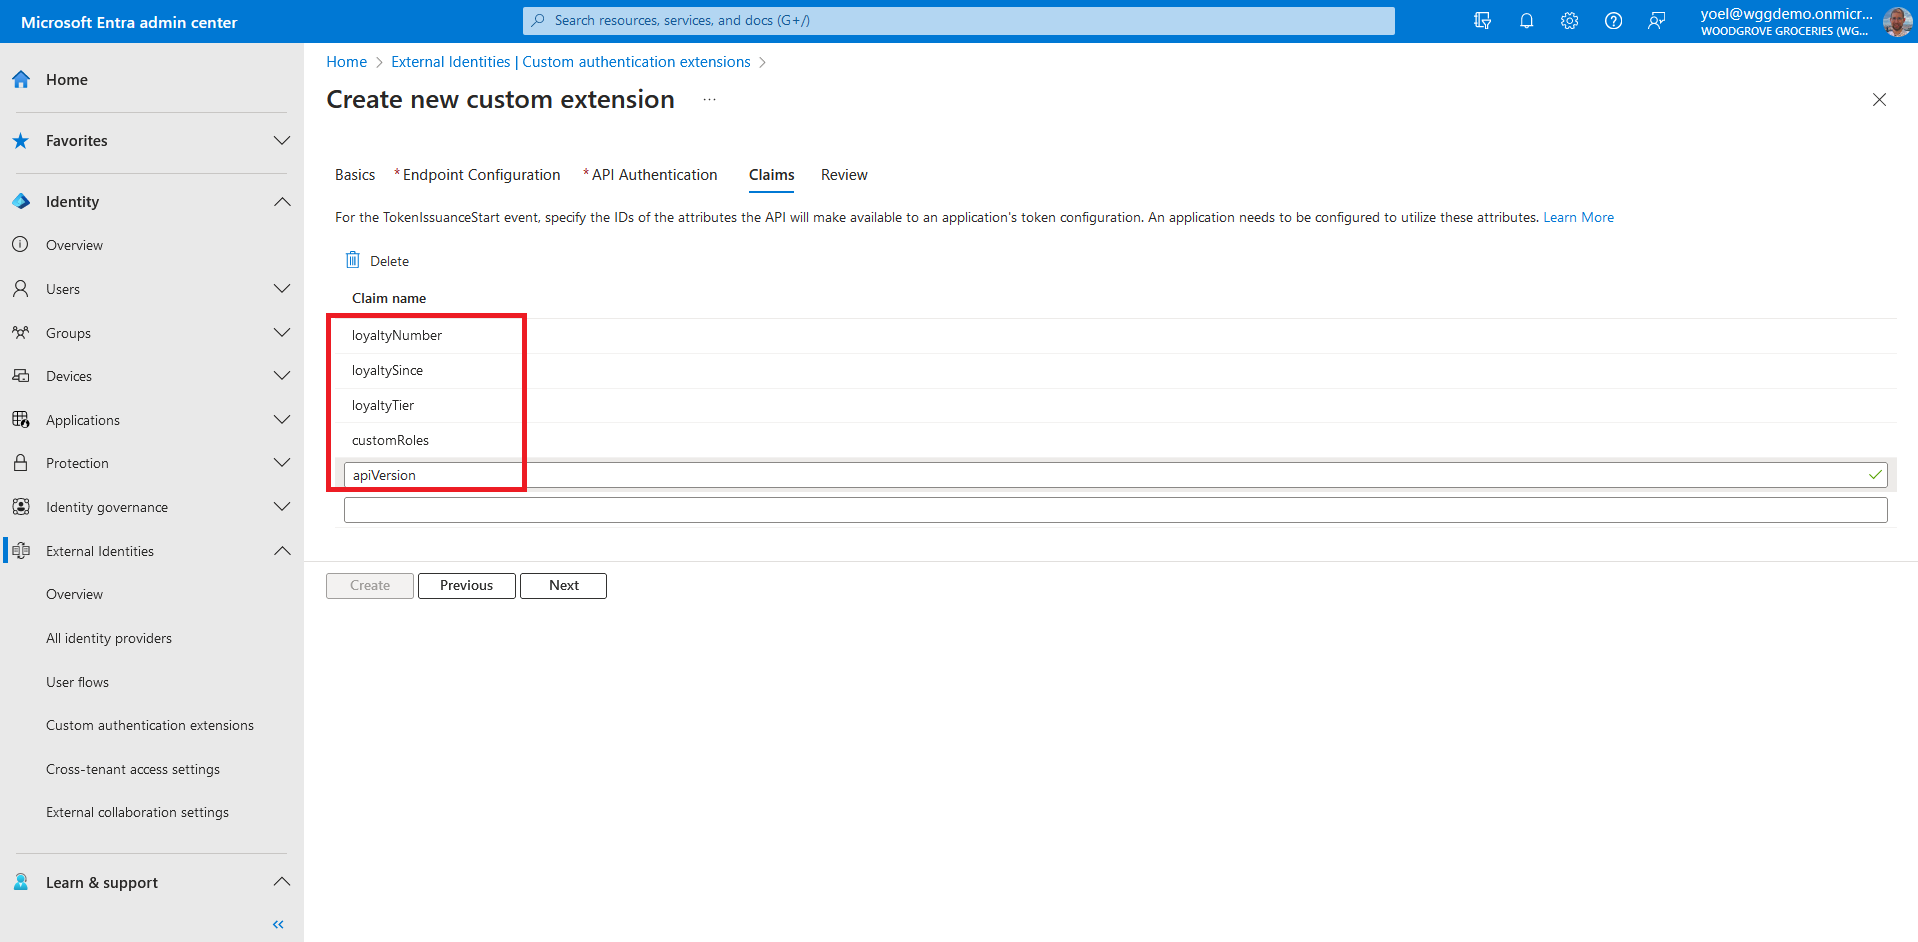 Microsoft Entra admin center
Search resources, services, and docs (G+/)
yoel@wggdemo.onmicr...
WOODGROVE GROCERIES (WG...
Home
Favorites
Identity
Overview
Users
Groups
Devices
Applications
Protection
Identity governance
External Identities
Overview
All identity providers
User flows
Custom authentication extensions
Cross-tenant access settings
External collaboration settings
Learn & support
Home > External Identities | Custom authentication extensions >
Create new custom extension ...
Basics * Endpoint Configuration * API Authentication Claims Review
For the TokenIssuanceStart event, specify the IDs of the attributes the API will make available to an application's token configuration. An application needs to be configured to utilize these attributes. Learn More
Delete
Claim name
loyaltyNumber
loyaltySince
loyaltyTier
customRoles
apiVersion
Create Previous Next